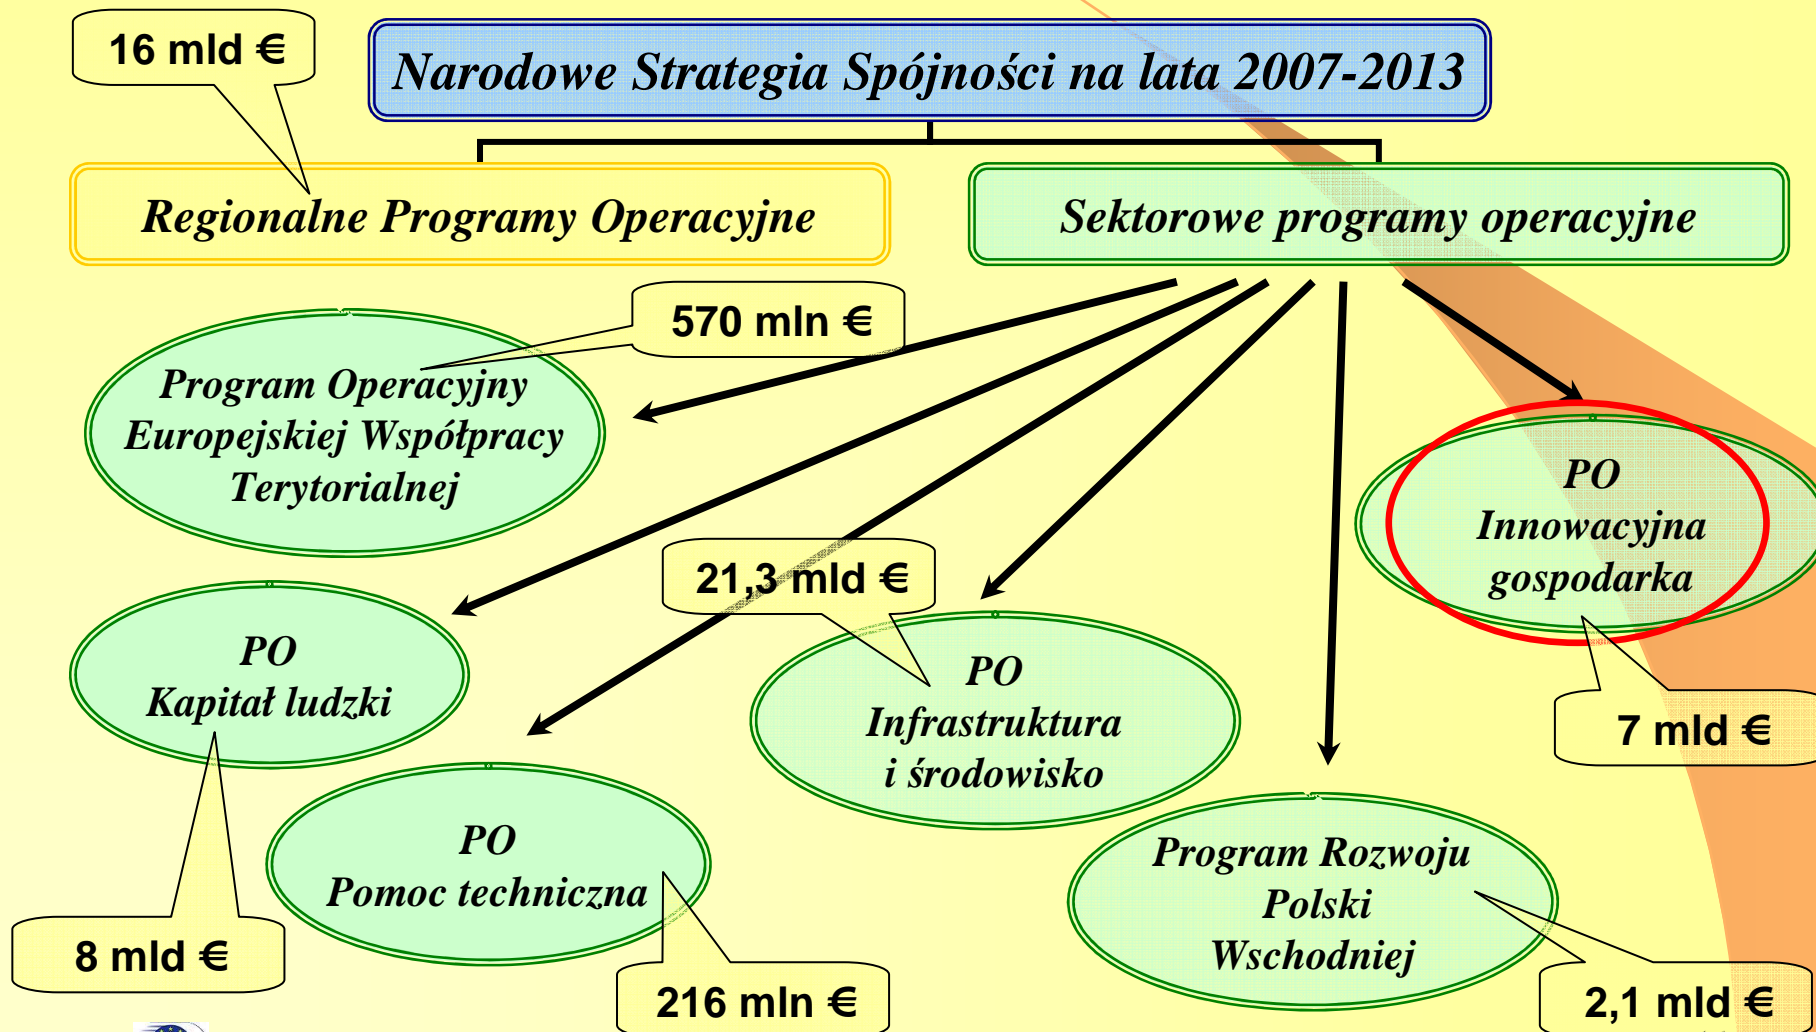 16 mld €
Narodowe Strategia Spójności na lata 2007-2013
Regionalne Programy Operacyjne
Sektorowe programy operacyjne
570 mln €
Program Operacyjny
Europejskiej Współpracy
Terytorialnej
PO
Innowacyjna
gospodarka
21,3 mld €
PO
Kapitał ludzki
PO
Infrastruktura
i środowisko
7 mld €
PO
Pomoc techniczna
Program Rozwoju
Polski
Wschodniej
8 mld €
216 mln €
2,1 mld €